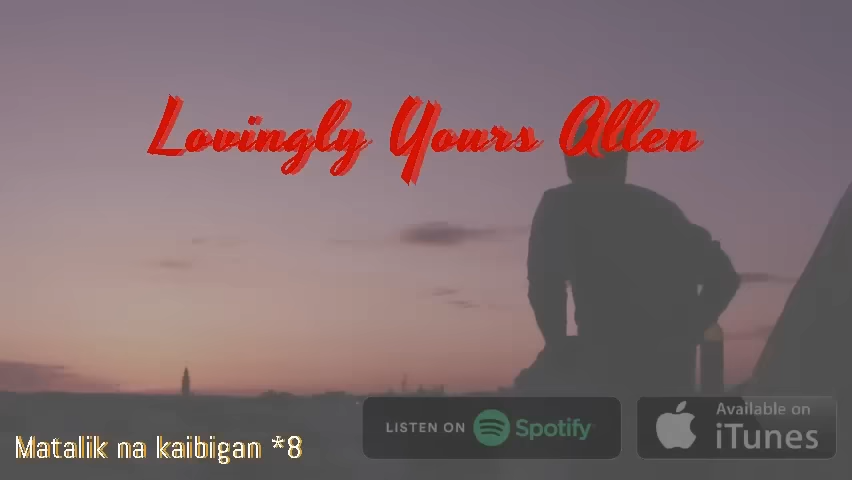 Lovingly Yours Allen
LISTEN ON Spotify
Available on
iTunes
Matalik na kaibigan *8